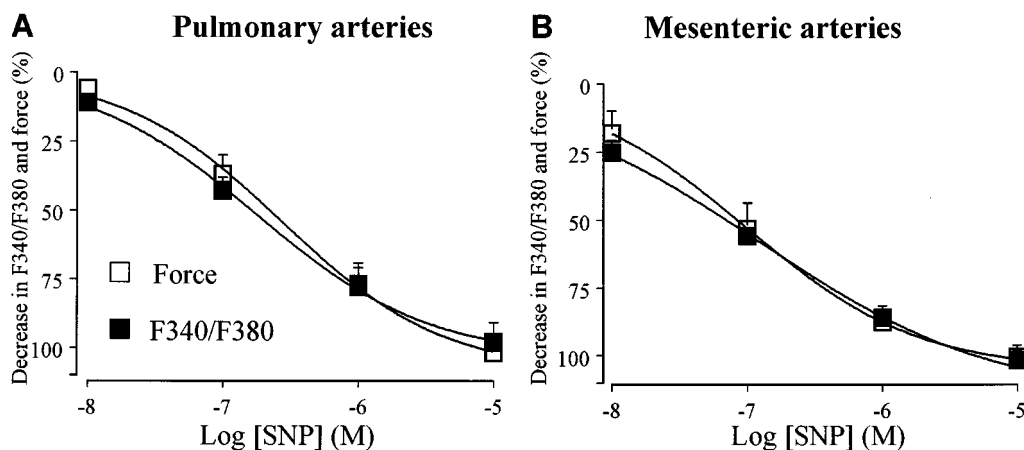 A
Pulmonary arteries
Decrease in F340/F380 and force (%)
0
25
50
75
100
Force
F340/F380
-8
-7
-6
-5
Log [SNP] (M)
B
Mesenteric arteries
Decrease in F340/F380 and force (%)
0
25
50
75
100
-8
-7
-6
-5
Log [SNP] (M)